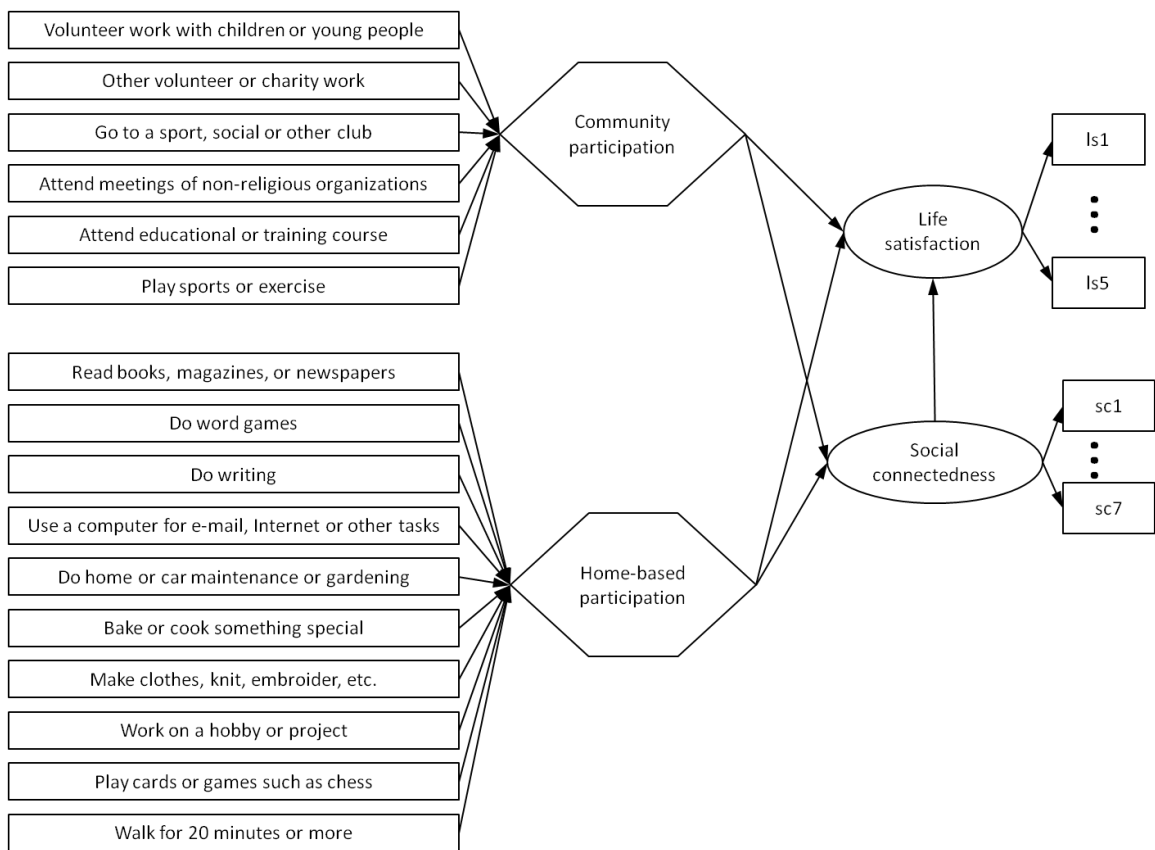 Volunteer work with children or young people
Other volunteer or charity work
Go to a sport, social or other club
Attend meetings of non-religious organizations
Attend educational or training course
Play sports or exercise
Community
participation
Life
satisfaction
ls1
ls5
Read books, magazines, or newspapers
Do word games
Do writing
Use a computer for e-mail, Internet or other tasks
Do home or car maintenance or gardening
Bake or cook something special
Make clothes, knit, embroider, etc.
Work on a hobby or project
Play cards or games such as chess
Walk for 20 minutes or more
Home-based
participation
Social
connectedness
sc1
sc7